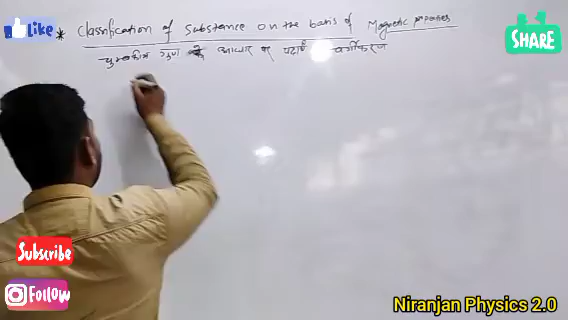 Like
* Classification of Substance on the basis of Magnetic properties
SHARE
चुम्बकीय गुण के आधार पर पदार्थ वर्गीकरण
Subscribe
Follow
Niranjan Physics 2.0